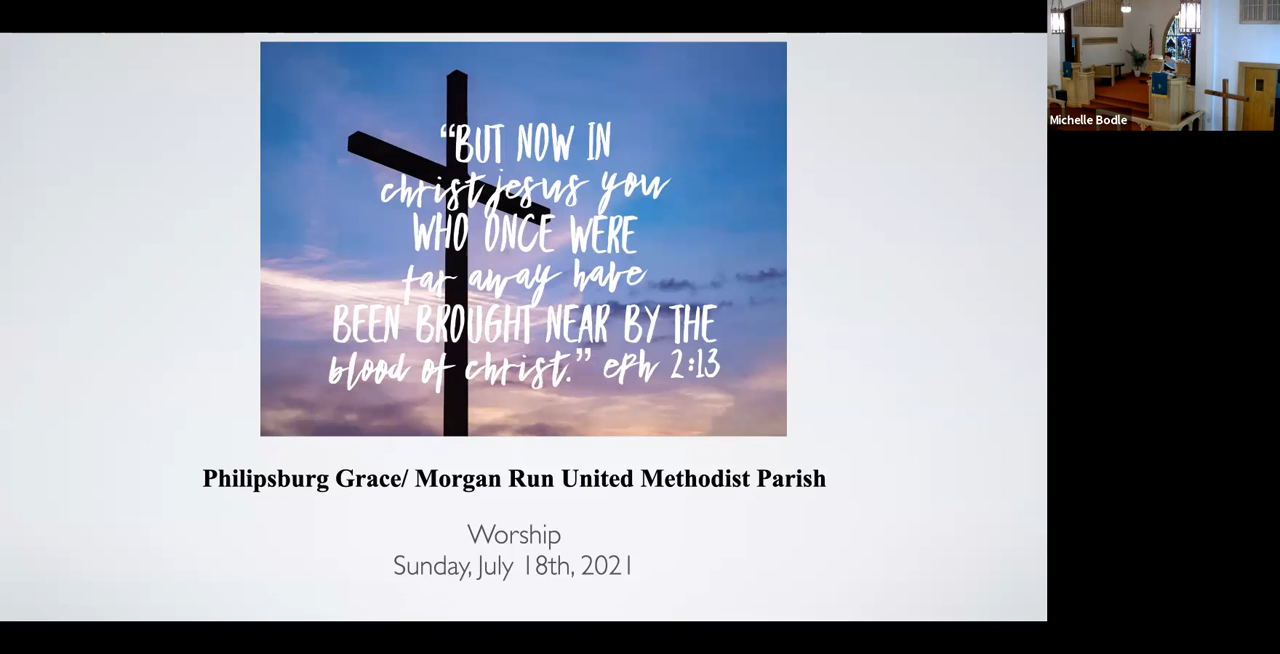 “BUT NOW IN
christ jesus you
WHO ONCE WERE
far away have
BEEN BROUGHT NEAR BY THE
blood of christ.” eph 2:13
Philipsburg Grace/ Morgan Run United Methodist Parish
Worship
Sunday, July 18th, 2021
Michelle Bodle